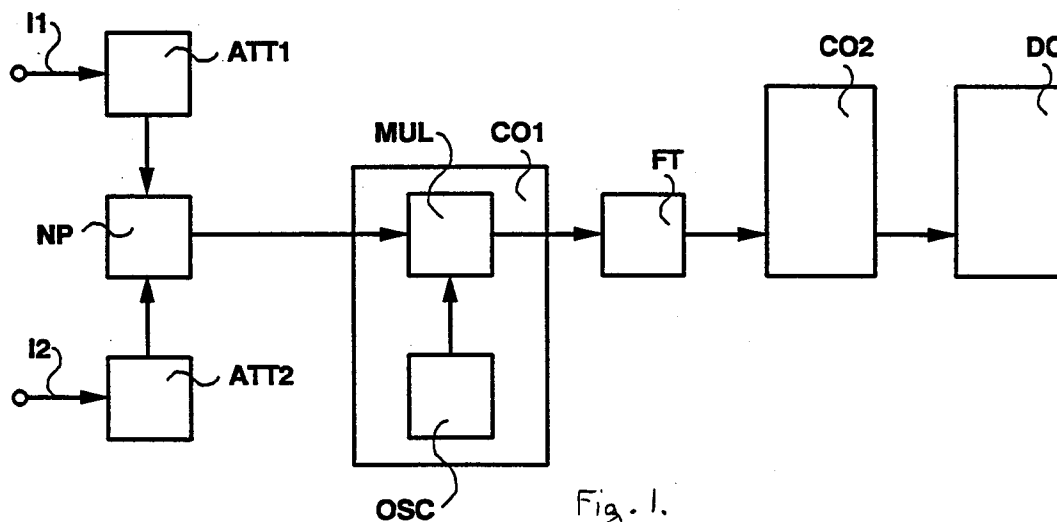 I1
ATT1
CO2
DC
MUL
CO1
FT
NP
I2
ATT2
OSC
Fig. 1.